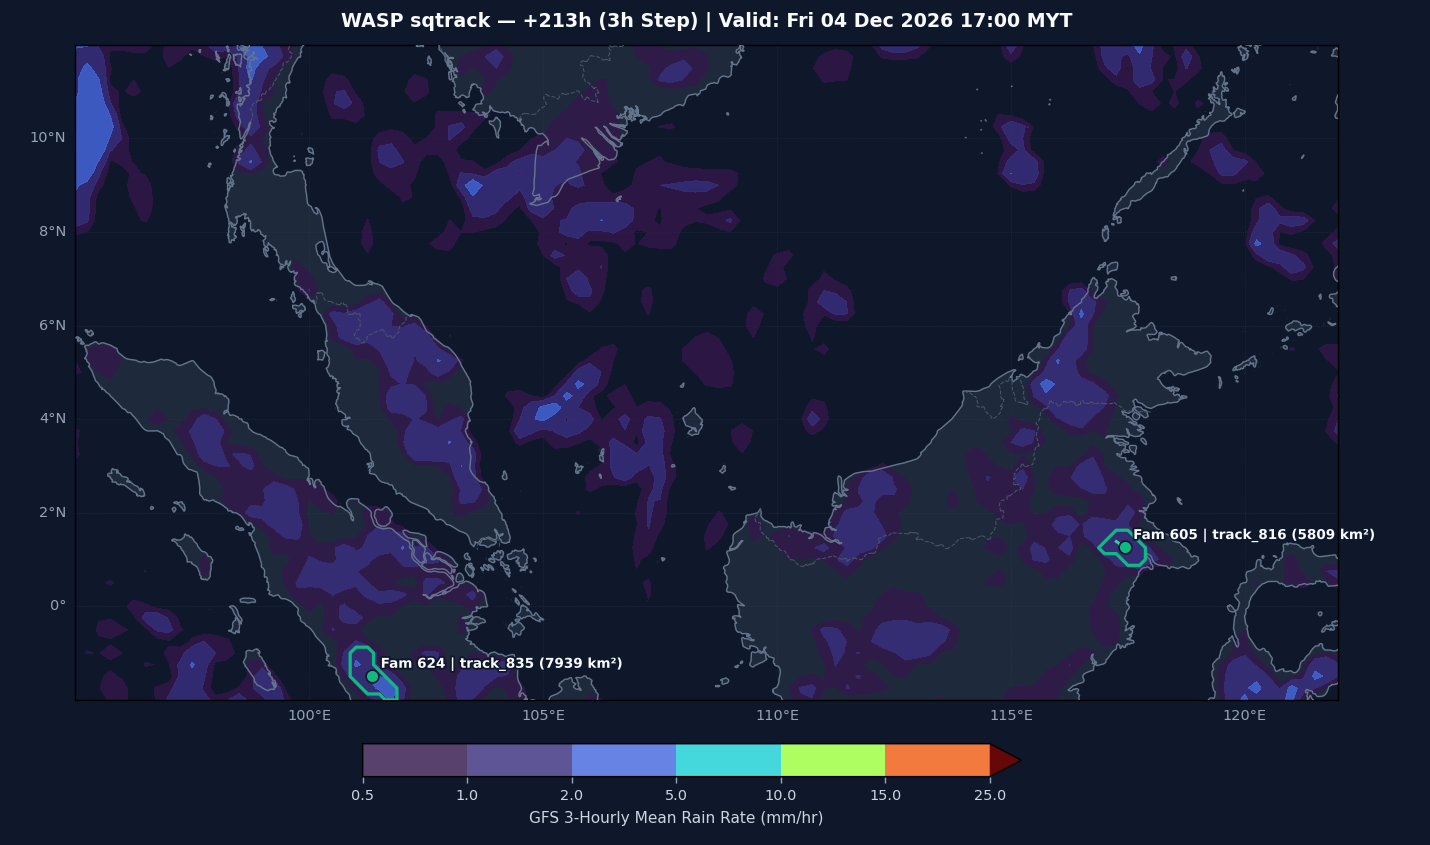 WASP sqtrack — +213h (3h Step) | Valid: Fri 04 Dec 2026 17:00 MYT
10°N
8°N
6°N
4°N
2°N
0°
Fam 605 | track_816 (5809 km²)
Fam 624 | track_835 (7939 km²)
100°E
105°E
110°E
115°E
120°E
0.5
1.0
2.0
5.0
10.0
15.0
25.0
GFS 3-Hourly Mean Rain Rate (mm/hr)